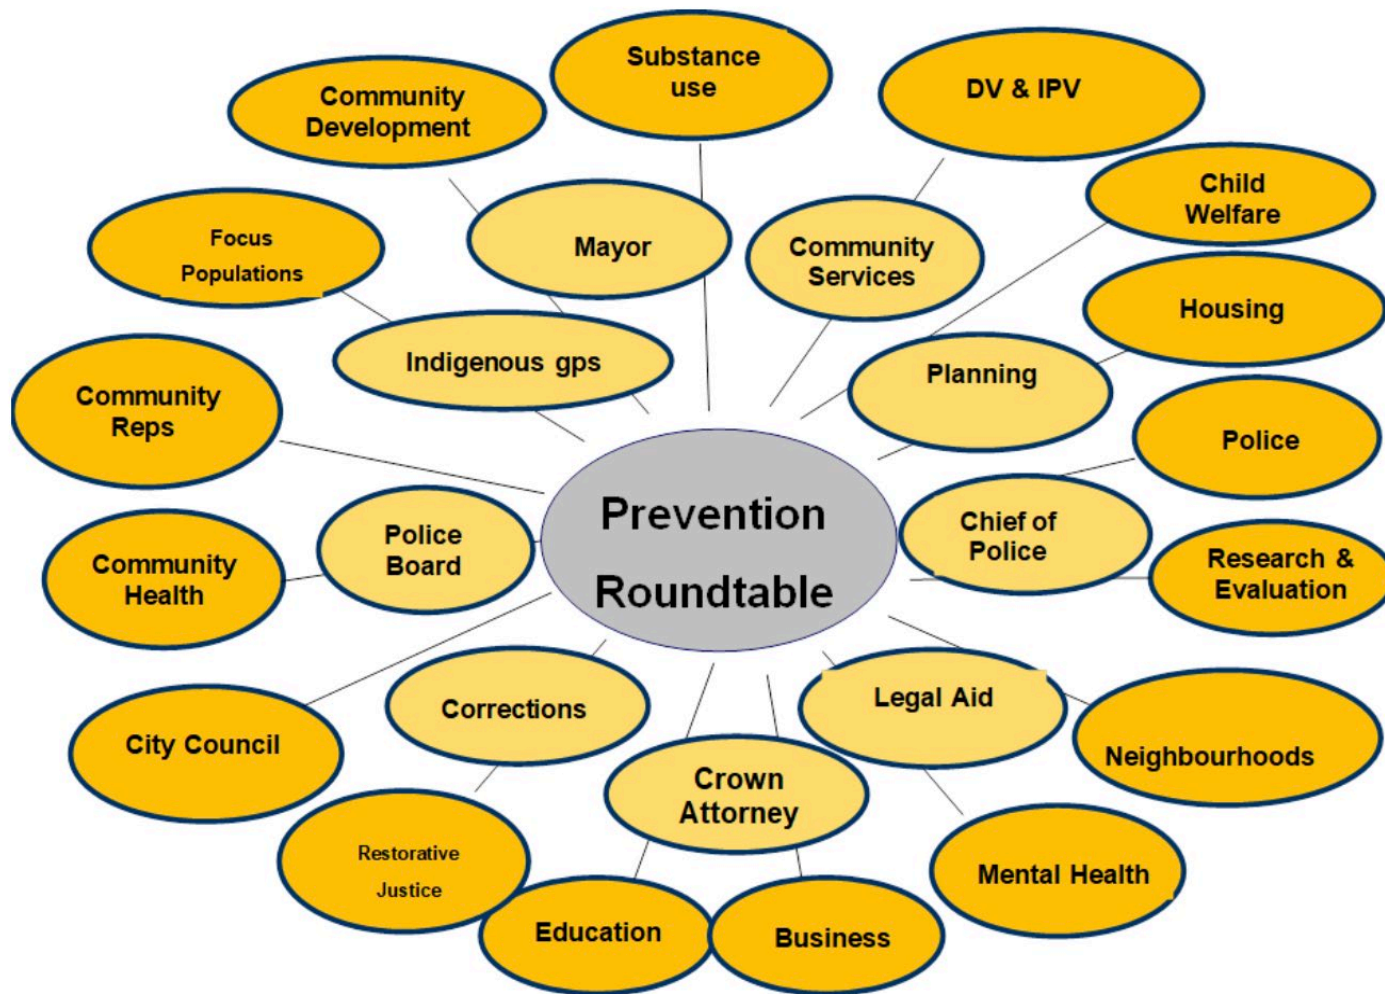 Substance
use
DV & IPV
Community
Development
Child
Welfare
Focus
Populations
Mayor
Community
Services
Housing
Indigenous gps
Planning
Community
Reps
Police
Prevention
Roundtable
Police
Board
Chief of
Police
Community
Health
Research &
Evaluation
Corrections
Legal Aid
City Council
Neighbourhoods
Crown
Attorney
Restorative
Justice
Mental Health
Education
Business